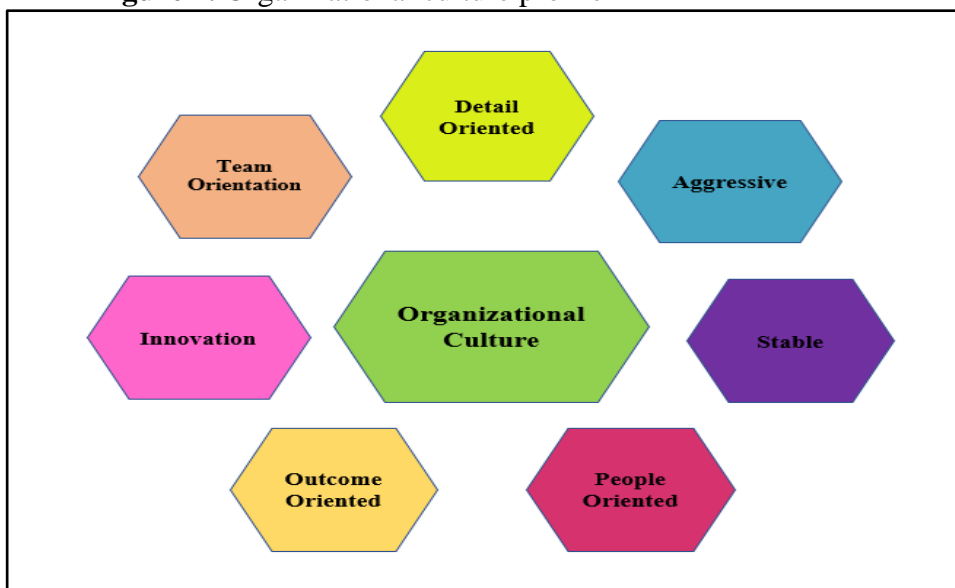 Detail
Oriented
Team
Orientation
Aggressive
Organizational
Culture
Innovation
Stable
Outcome
Oriented
People
Oriented